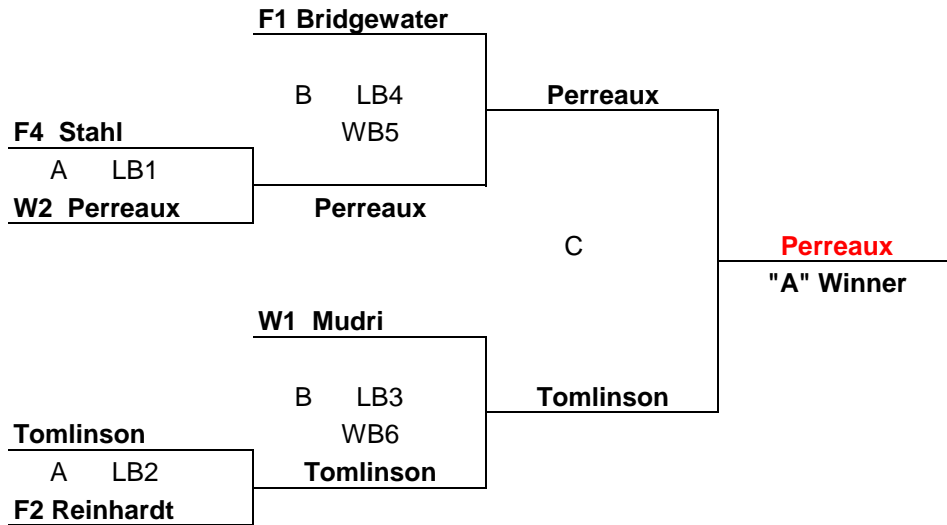 F1 Bridgewater
B LB4
Perreaux
F4 Stahl
WB5
A LB1
W2 Perreaux
Perreaux
C
Perreaux
"A" Winner
W1 Mudri
B LB3
Tomlinson
Tomlinson
WB6
A LB2
Tomlinson
F2 Reinhardt